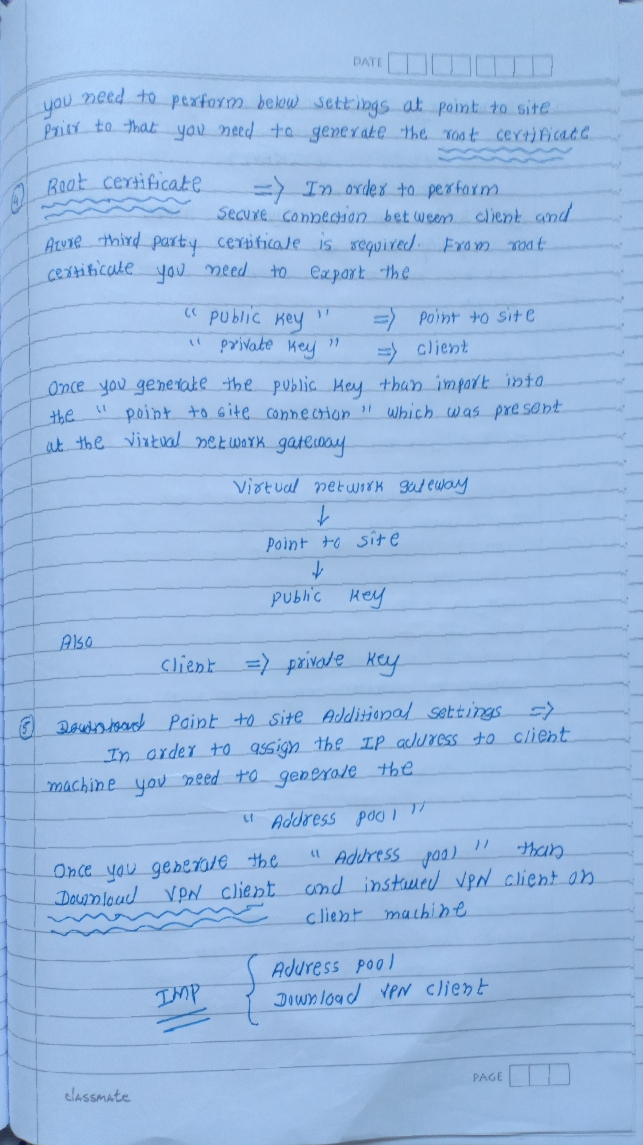 DATE
you need to perform below settings at point to site
Prior to that you need to generate the root certificate
④ Root certificate => In order to perform
secure connection between client and
Azure third party certificate is required. From root
certificate you need to export the
" public key " => point to site
" private key " => client
Once you generate the public key than import into
the " point to site connection " which was present
at the virtual network gateway
Virtual network gateway
↓
point to site
↓
public key
Also
client => private key
⑤ Download Point to site Additional settings =>
In order to assign the IP address to client
machine you need to generate the
" Address pool "
Once you generate the " Address pool " than
Download VPN client and installed VPN client on
client machine
IMP { Address pool
Download VPN client
PAGE
classmate